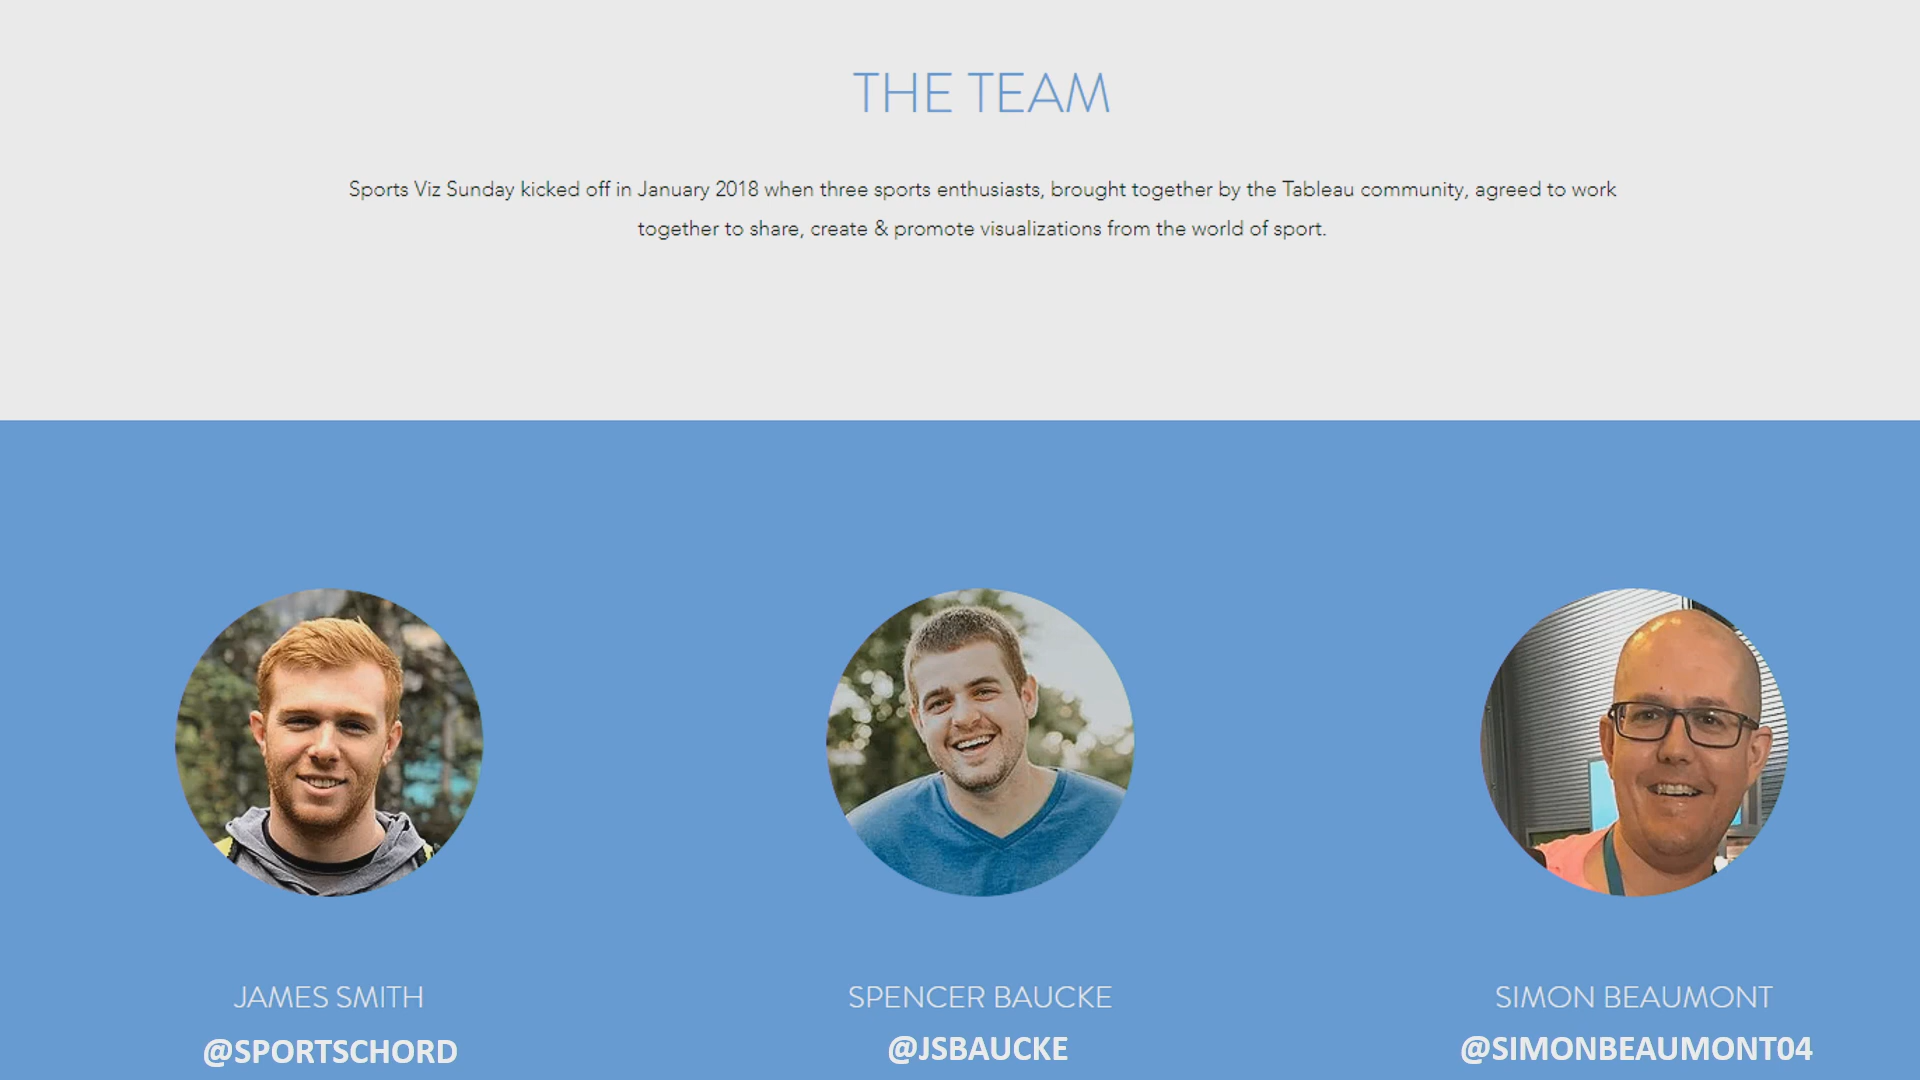 THE TEAM
Sports Viz Sunday kicked off in January 2018 when three sports enthusiasts, brought together by the Tableau community, agreed to work
together to share, create & promote visualizations from the world of sport.
JAMES SMITH
@SPORTSCHORD
SPENCER BAUCKE
@JSBAUCKE
SIMON BEAUMONT
@SIMONBEAUMONT04